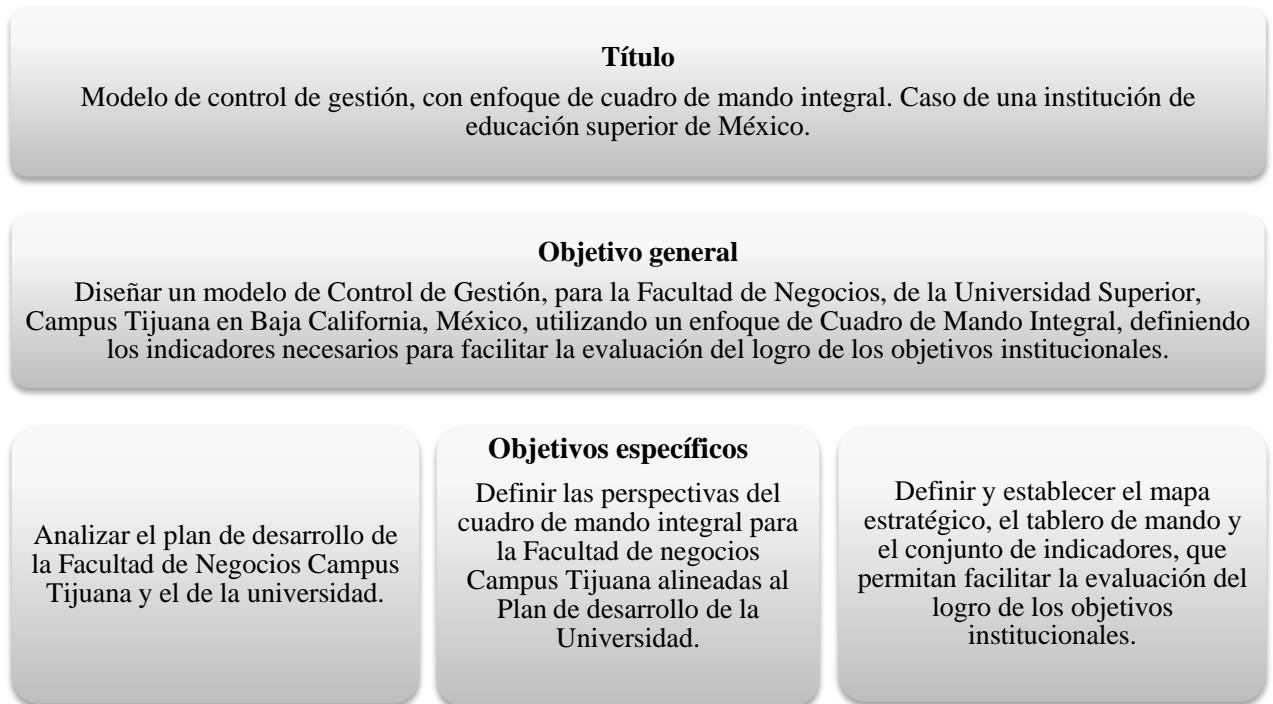 Título
Modelo de control de gestión, con enfoque de cuadro de mando integral. Caso de una institución de
educación superior de México.
Objetivo general
Diseñar un modelo de Control de Gestión, para la Facultad de Negocios, de la Universidad Superior,
Campus Tijuana en Baja California, México, utilizando un enfoque de Cuadro de Mando Integral, definiendo
los indicadores necesarios para facilitar la evaluación del logro de los objetivos institucionales.
Analizar el plan de desarrollo de
la Facultad de Negocios Campus
Tijuana y el de la universidad.
Objetivos específicos
Definir las perspectivas del
cuadro de mando integral para
la Facultad de negocios
Campus Tijuana alineadas al
Plan de desarrollo de la
Universidad.
Definir y establecer el mapa
estratégico, el tablero de mando y
el conjunto de indicadores, que
permitan facilitar la evaluación del
logro de los objetivos
institucionales.